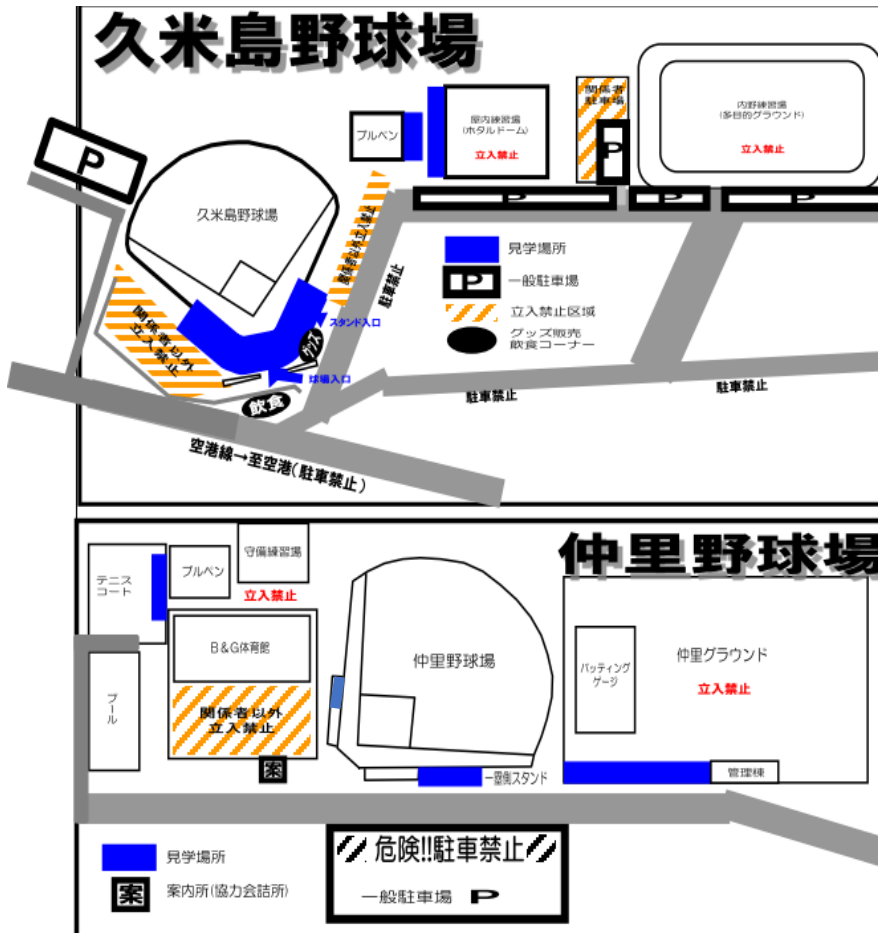 久米島野球場
P
ブルペン
屋内練習場
(ホタルドーム)
立入禁止
関係者
駐車場
P
内野練習場
(多目的グラウンド)
立入禁止
P
P
P
久米島野球場
関係者以外立入禁止
駐車禁止
見学場所
P
一般駐車場
立入禁止区域
グッズ販売
飲食コーナー
スタンド入口
グッズ
関係者以外
立入禁止
球場入口
飲食
駐車禁止
駐車禁止
空港線→至空港(駐車禁止)
仲里野球場
テニス
コート
ブルペン
守備練習場
立入禁止
B&G体育館
仲里野球場
バッティング
ゲージ
仲里グラウンド
立入禁止
プール
関係者以外
立入禁止
案
一塁側スタンド
管理棟
見学場所
案
案内所(協力会詰所)
危険!!駐車禁止
一般駐車場 P